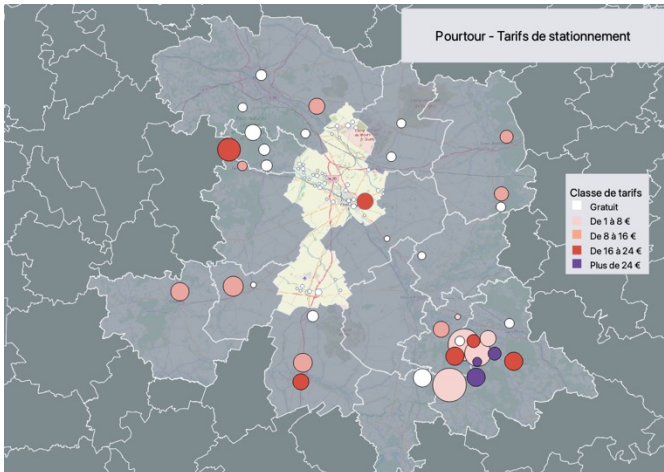 Pourtour - Tarifs de stationnement
Classe de tarifs
Gratuit
De 1 à 8 €
De 8 à 16 €
De 16 à 24 €
Plus de 24 €